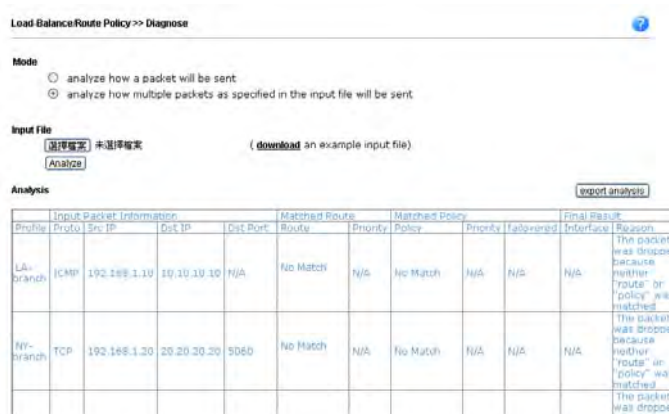 Load-Balance/Route Policy >> Diagnose
Mode
analyze how a packet will be sent
analyze how multiple packets as specified in the input file will be sent
Input File
選擇檔案 未選擇檔案 ( download an example input file)
Analyze
Analysis export analysis
Input Packet Information Matched Route Matched Policy Final Result
Profile Proto Src IP Dst IP Dst Port Route Priority Policy Priority Failovered Interface Reason
LA-branch ICMP 192.168.1.10 10.10.10.10 N/A No Match N/A No Match N/A N/A N/A
The packet
was droppe
because
neither
"route" or
"policy" wa
matched
NY-branch TCP 192.168.1.20 20.20.20.20 5060 No Match N/A No Match N/A N/A N/A
The packet
was droppe
because
neither
"route" or
"policy" wa
matched
The packet
was droppe